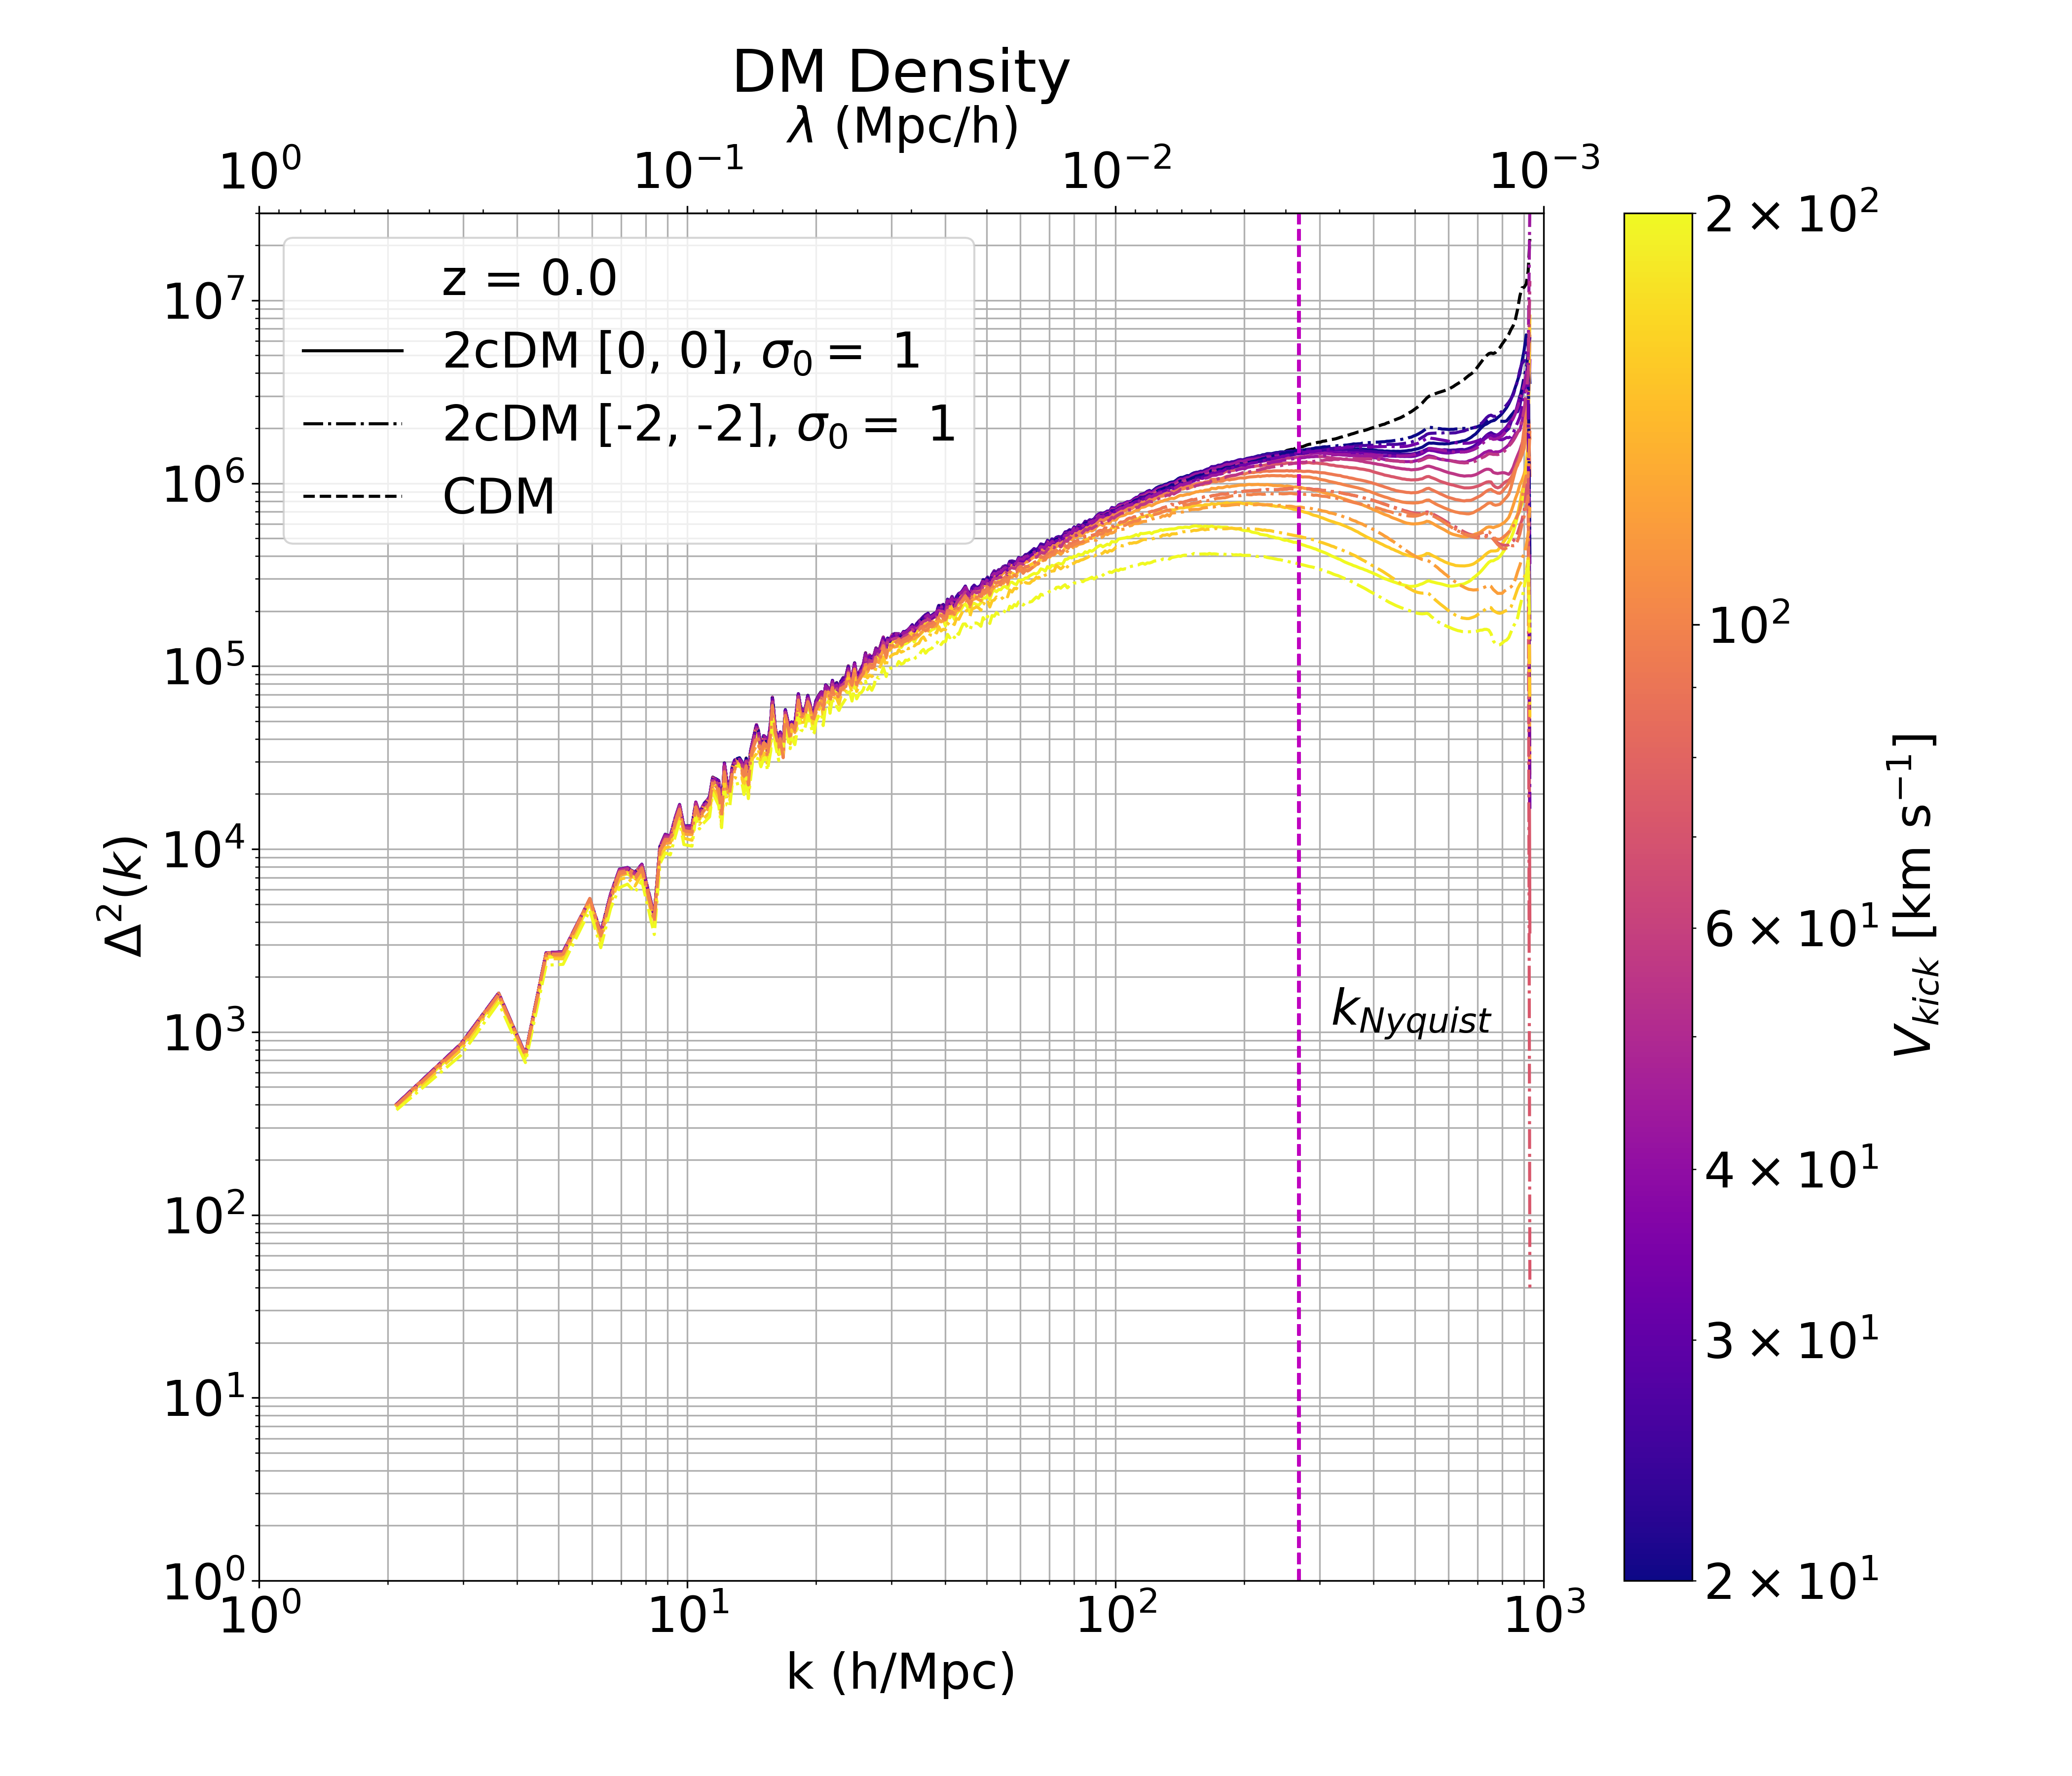 DM Density
λ (Mpc/h)
10⁰ 10⁻¹ 10⁻² 10⁻³
z = 0.0
2cDM [0, 0], σ₀ = 1
2cDM [-2, -2], σ₀ = 1
CDM
10⁷
10⁶
10⁵
10⁴
10³
10²
10¹
10⁰
Δ²(k)
k_Nyquist
10⁰ 10¹ 10² 10³
k (h/Mpc)
2 × 10²
10²
6 × 10¹
4 × 10¹
3 × 10¹
2 × 10¹
V_kick [km s⁻¹]